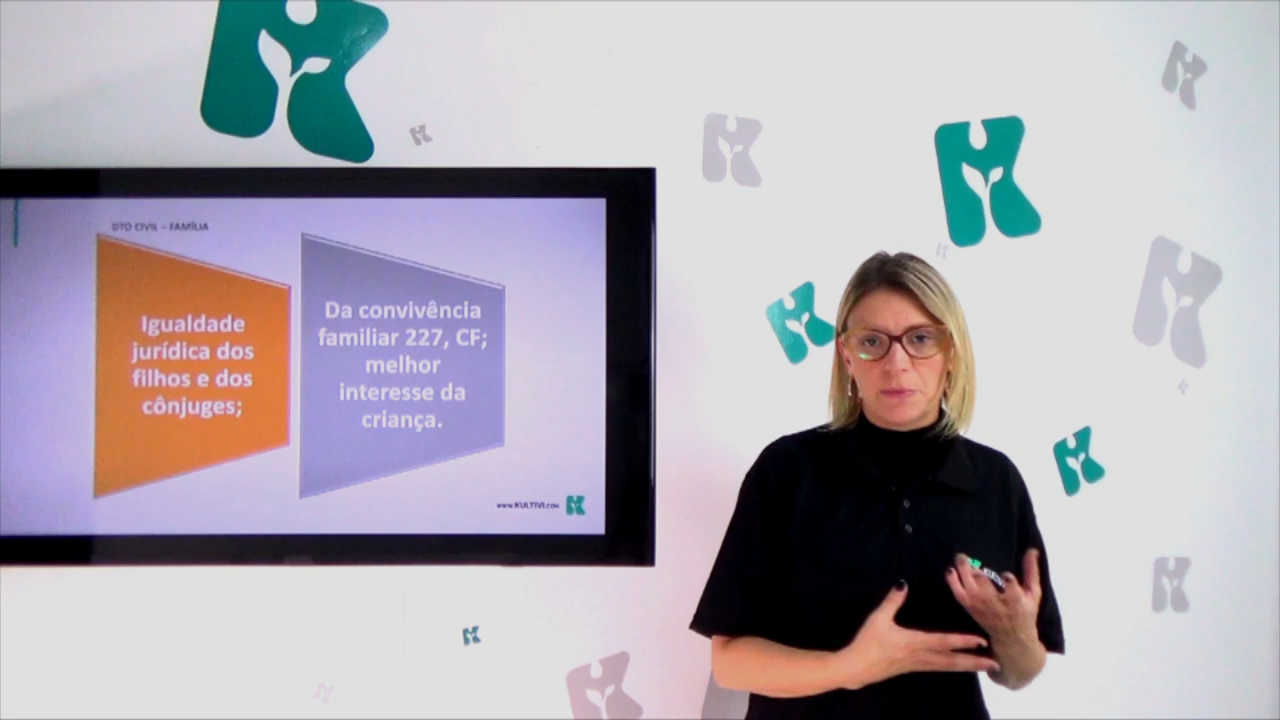 DTO CIVIL – FAMÍLIA
Igualdade
jurídica dos
filhos e dos
cônjuges;
Da convivência
familiar 227, CF;
melhor
interesse da
criança.
www.KULTIVI.COM